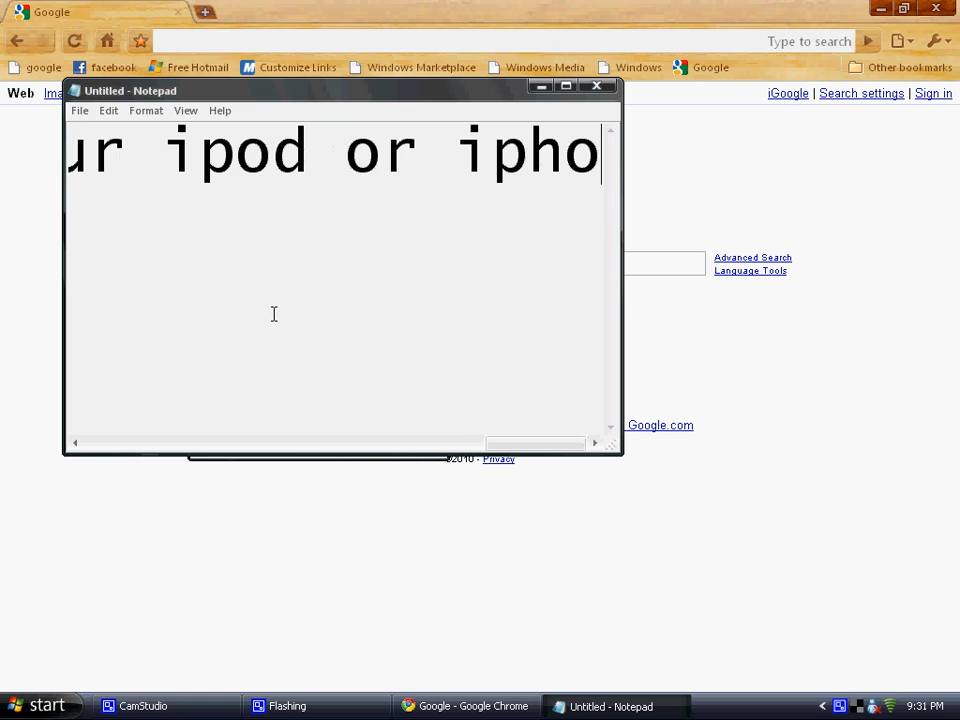 Google
Type to search
google
facebook
Free Hotmail
Customize Links
Windows Marketplace
Windows Media
Windows
Google
Other bookmarks
Web
iGoogle | Search settings | Sign in
Untitled - Notepad
File Edit Format View Help
ur ipod or ipho
Advanced Search
Language Tools
Google.com
©2010 - Privacy
start
CamStudio
Flashing
Google - Google Chrome
Untitled - Notepad
9:31 PM